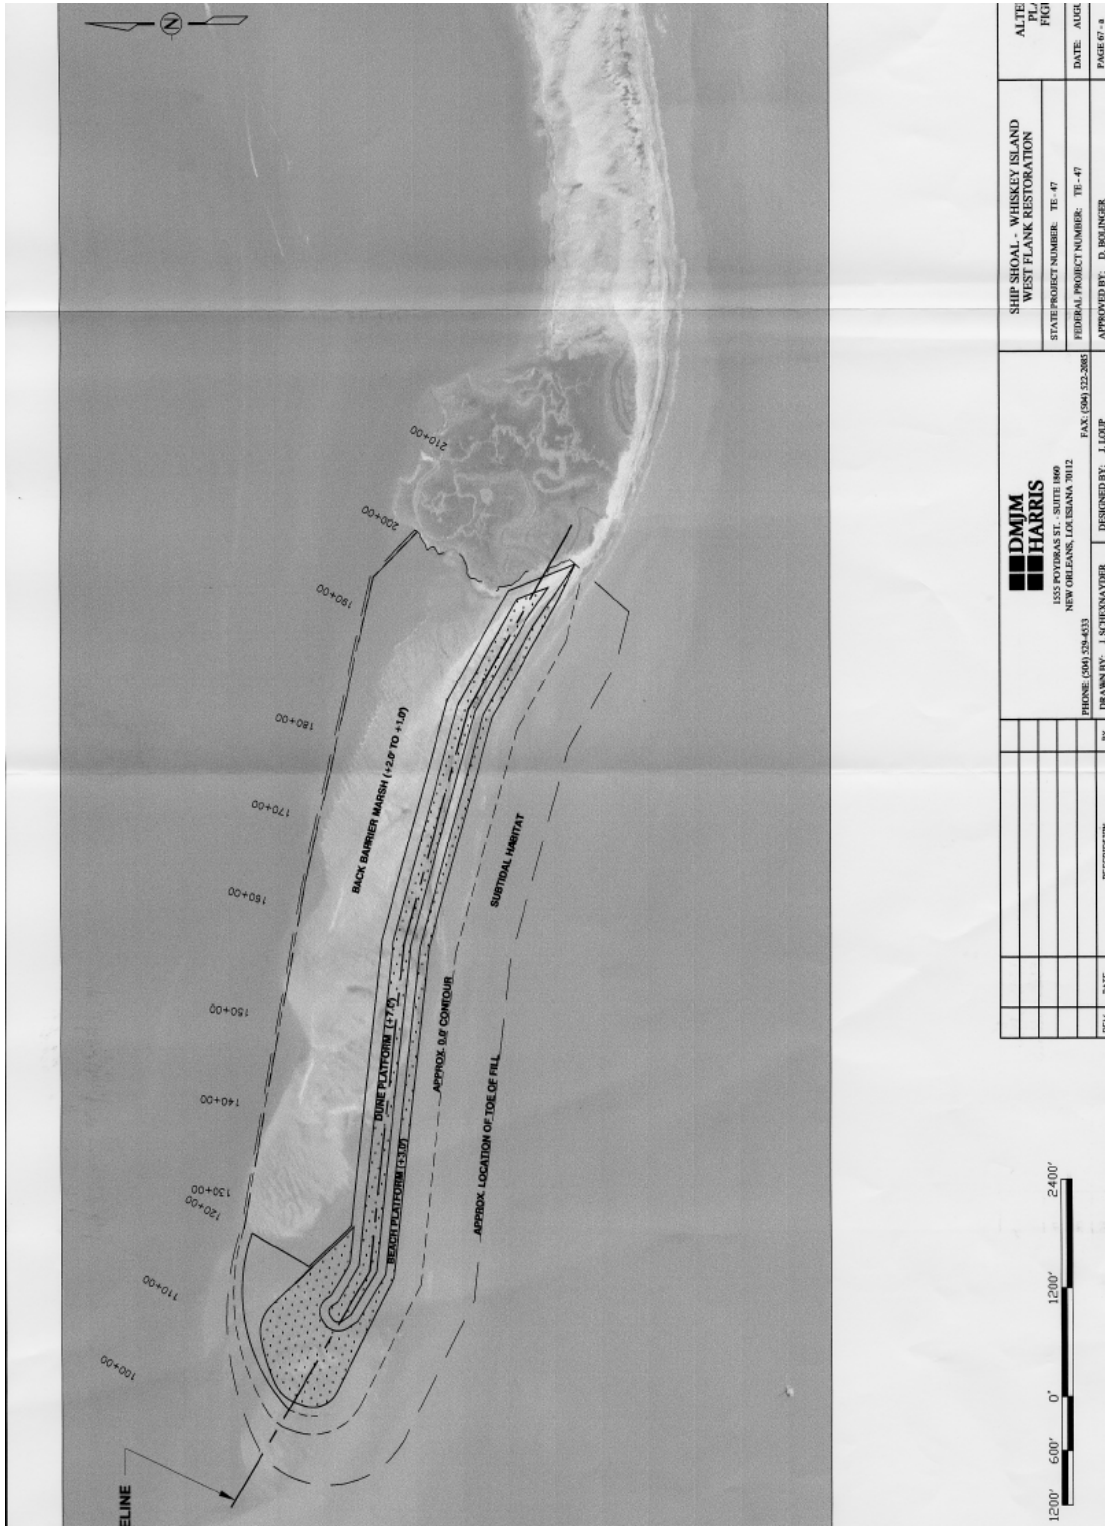 N
210+00
200+00
190+00
180+00
170+00
160+00
150+00
140+00
130+00
120+00
110+00
100+00
BACK BARRIER MARSH (+2.0' TO +1.0')
DUNE PLATFORM (+7.0')
BEACH PLATFORM (+3.0')
APPROX. 0.0' CONTOUR
SUBTIDAL HABITAT
APPROX. LOCATION OF TOE OF FILL
ELINE
1200' 600' 0' 1200' 2400'
DMJM
HARRIS
1555 POYDRAS ST. - SUITE 1860
NEW ORLEANS, LOUISIANA 70112
PHONE: (504) 529-4533 FAX: (504) 522-2085
DRAWN BY: J. SCHEXNAYDER DESIGNED BY: J. LOUP APPROVED BY: D. BOLINGER
SHIP SHOAL - WHISKEY ISLAND
WEST FLANK RESTORATION
STATE PROJECT NUMBER: TE-47
FEDERAL PROJECT NUMBER: TE-47
ALTE
PL
FIG
DATE: AUGU
PAGE 67 - a